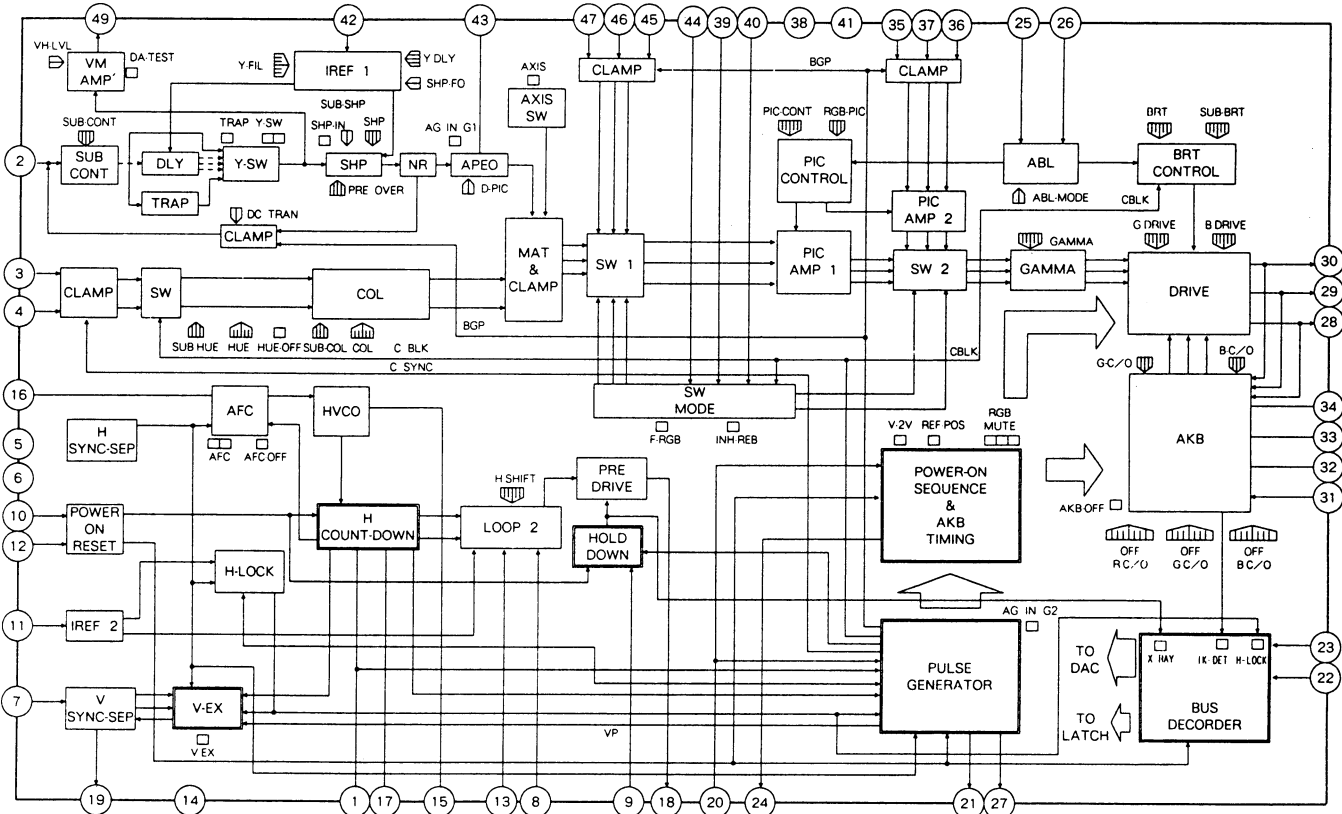 49 42 43 47 46 45 44 39 40 38 41 35 37 36 25 26
VH-LVL
VM AMP'
DA-TEST
Y-FIL
IREF 1
Y DLY
SHP-FO
CLAMP
BGP
CLAMP
AXIS
AXIS SW
SUB-SHP
SHP-IN
SHP
AG IN G1
SUB-CONT
TRAP
Y-SW
PIC-CONT
RGB-PIC
BRT
SUB-BRT
2
SUB CONT
DLY
Y-SW
SHP
NR
APEO
PIC CONTROL
ABL
BRT CONTROL
PRE OVER
D-PIC
ABL-MODE
CBLK
TRAP
DC TRAN
CLAMP
PIC AMP 2
G DRIVE
B DRIVE
MAT & CLAMP
SW 1
PIC AMP 1
SW 2
GAMMA
GAMMA
DRIVE
3
4
CLAMP
SW
COL
BGP
30
29
28
SUB HUE
HUE
HUE-OFF
SUB-COL
COL
C BLK
CBLK
C SYNC
G-C/O
B-C/O
16
AFC
HVCO
SW MODE
F-RGB
INH-REB
34
33
32
31
5
H SYNC-SEP
AFC
AFC OFF
V-2V
REF-POS
RGB MUTE
AKB
6
H SHIFT
PRE DRIVE
POWER-ON SEQUENCE & AKB TIMING
AKB-OFF
10
12
POWER ON RESET
H COUNT-DOWN
LOOP 2
HOLD DOWN
OFF R C/O
OFF G C/O
OFF B C/O
H-LOCK
11
IREF 2
AG IN G2
PULSE GENERATOR
TO DAC
X RAY
IK-DET
H-LOCK
23
22
7
V SYNC-SEP
V-EX
V EX
VP
TO LATCH
BUS DECORDER
19 14 1 17 15 13 8 9 18 20 24 21 27